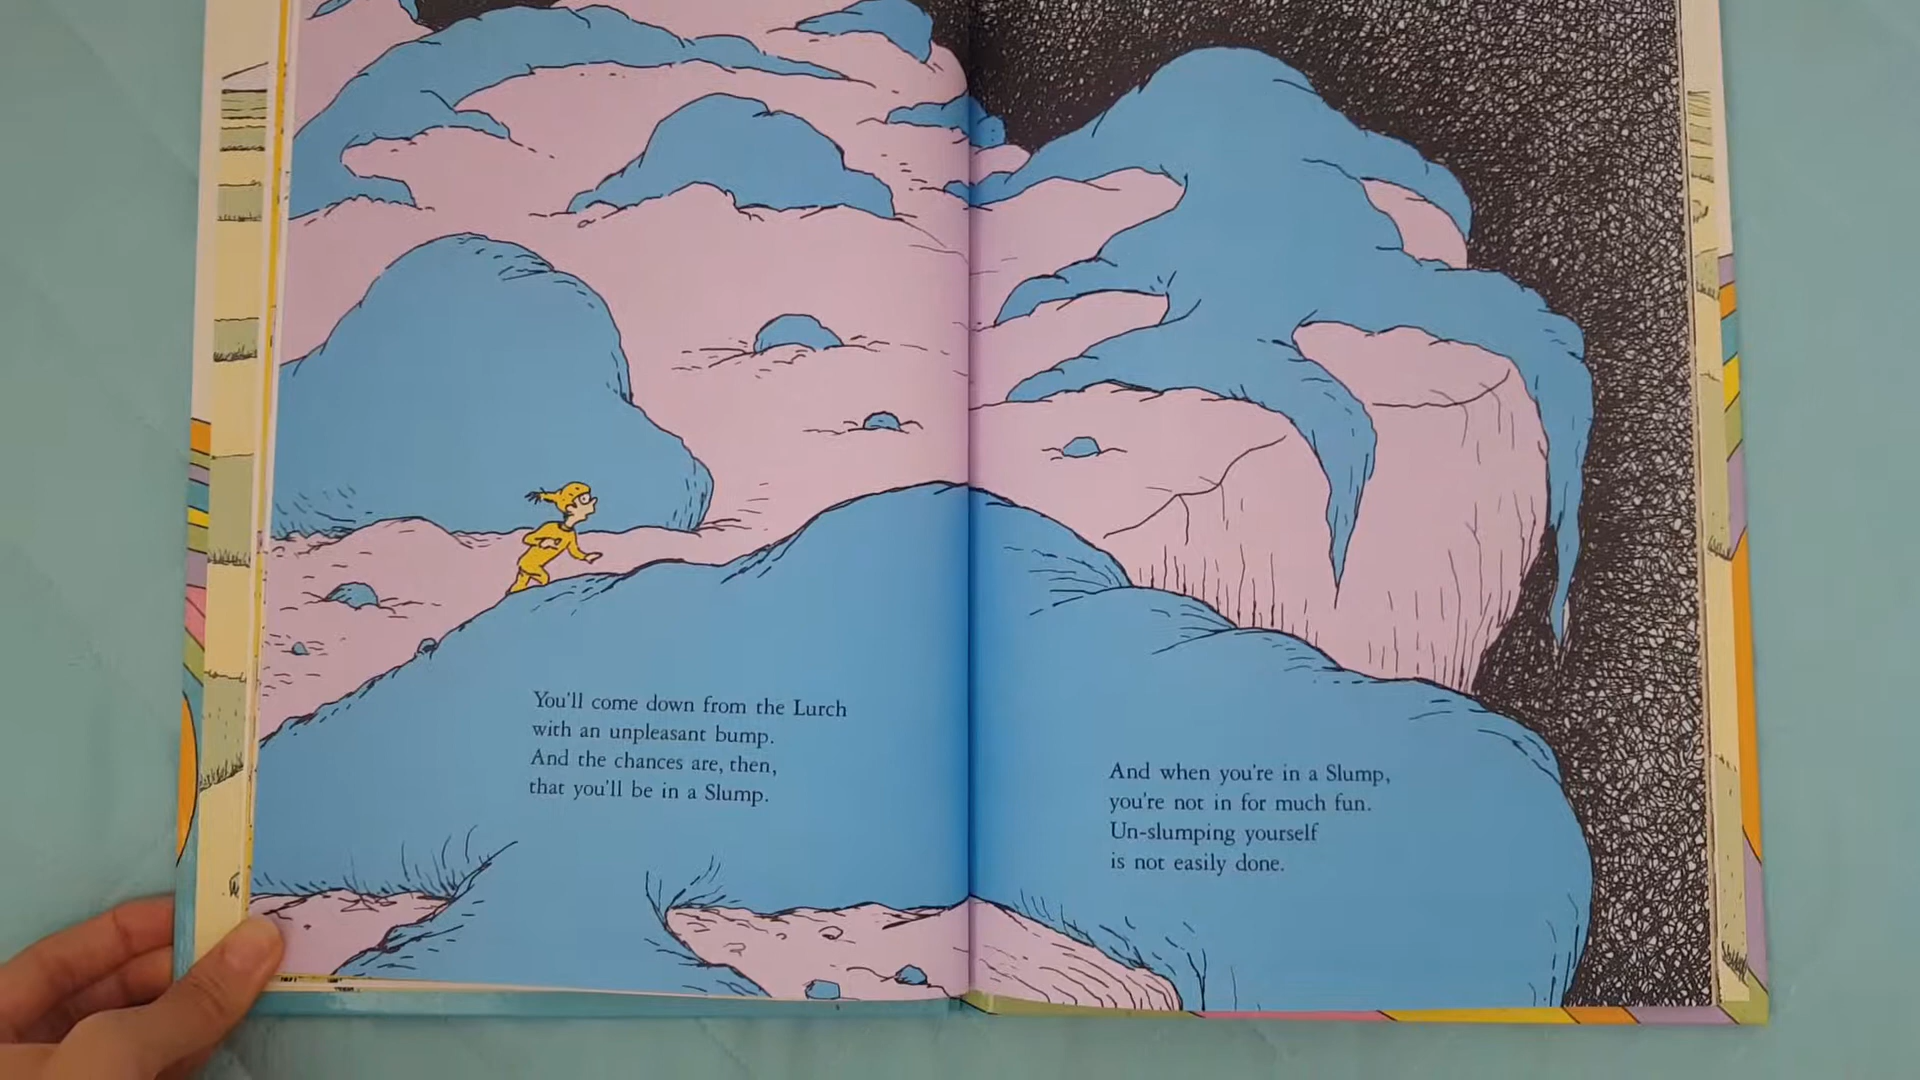 You'll come down from the Lurch
with an unpleasant bump.
And the chances are, then,
that you'll be in a Slump.
And when you're in a Slump,
you're not in for much fun.
Un-slumping yourself
is not easily done.